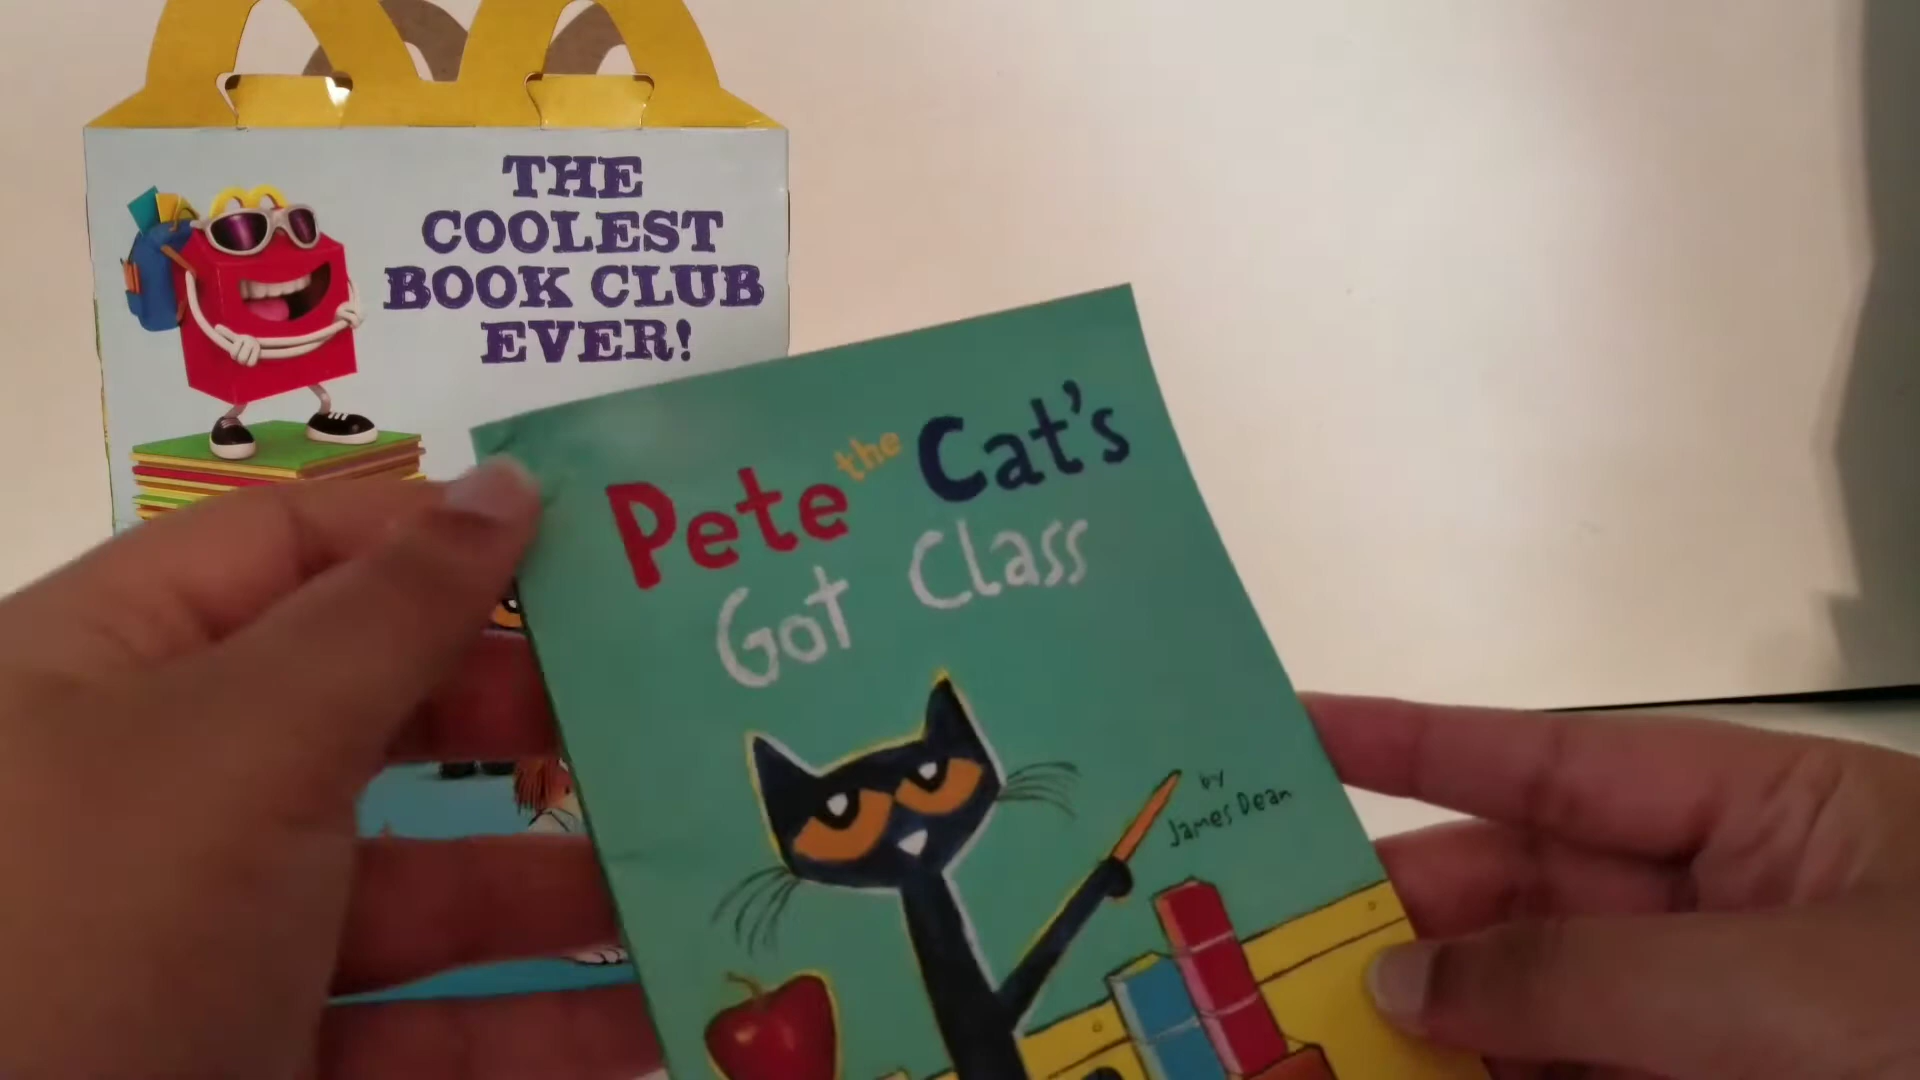 THE
COOLEST
BOOK CLUB
EVER!
Pete the Cat's
Got Class
by
James Dean